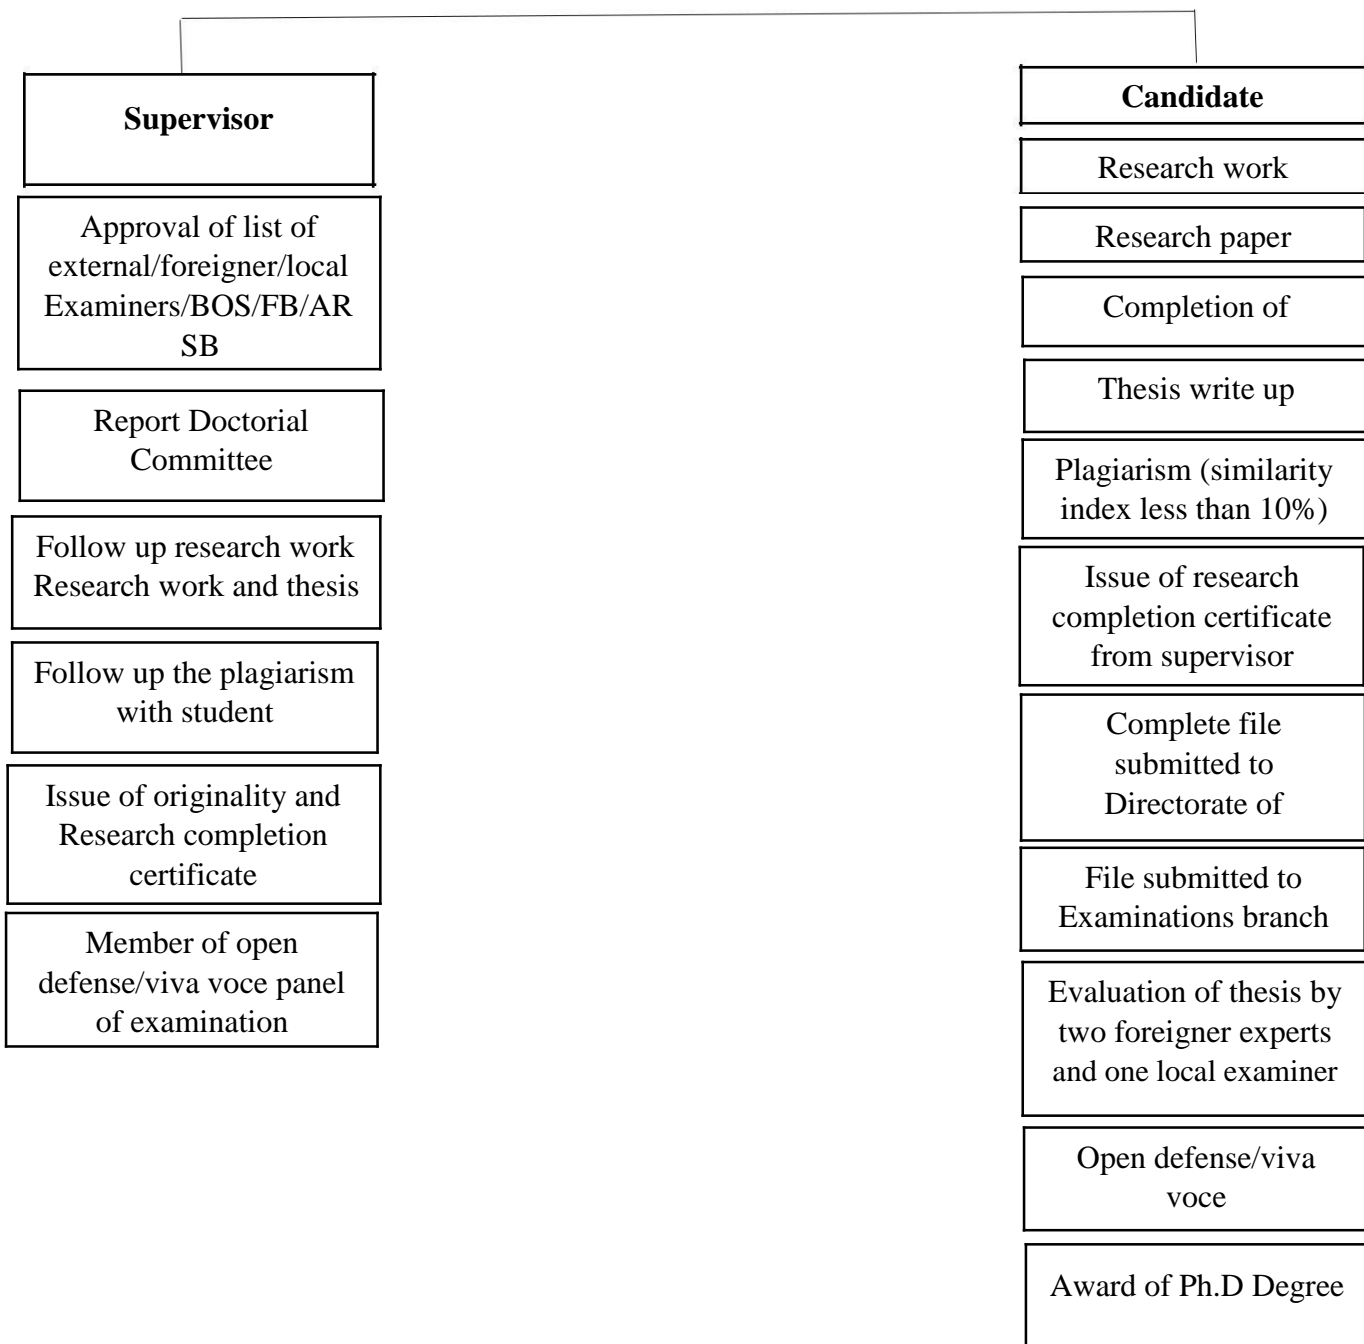 Supervisor
Approval of list of
external/foreigner/local
Examiners/BOS/FB/AR
SB
Report Doctorial
Committee
Follow up research work
Research work and thesis
Follow up the plagiarism
with student
Issue of originality and
Research completion
certificate
Member of open
defense/viva voce panel
of examination
Candidate
Research work
Research paper
Completion of
Thesis write up
Plagiarism (similarity
index less than 10%)
Issue of research
completion certificate
from supervisor
Complete file
submitted to
Directorate of
File submitted to
Examinations branch
Evaluation of thesis by
two foreigner experts
and one local examiner
Open defense/viva
voce
Award of Ph.D Degree